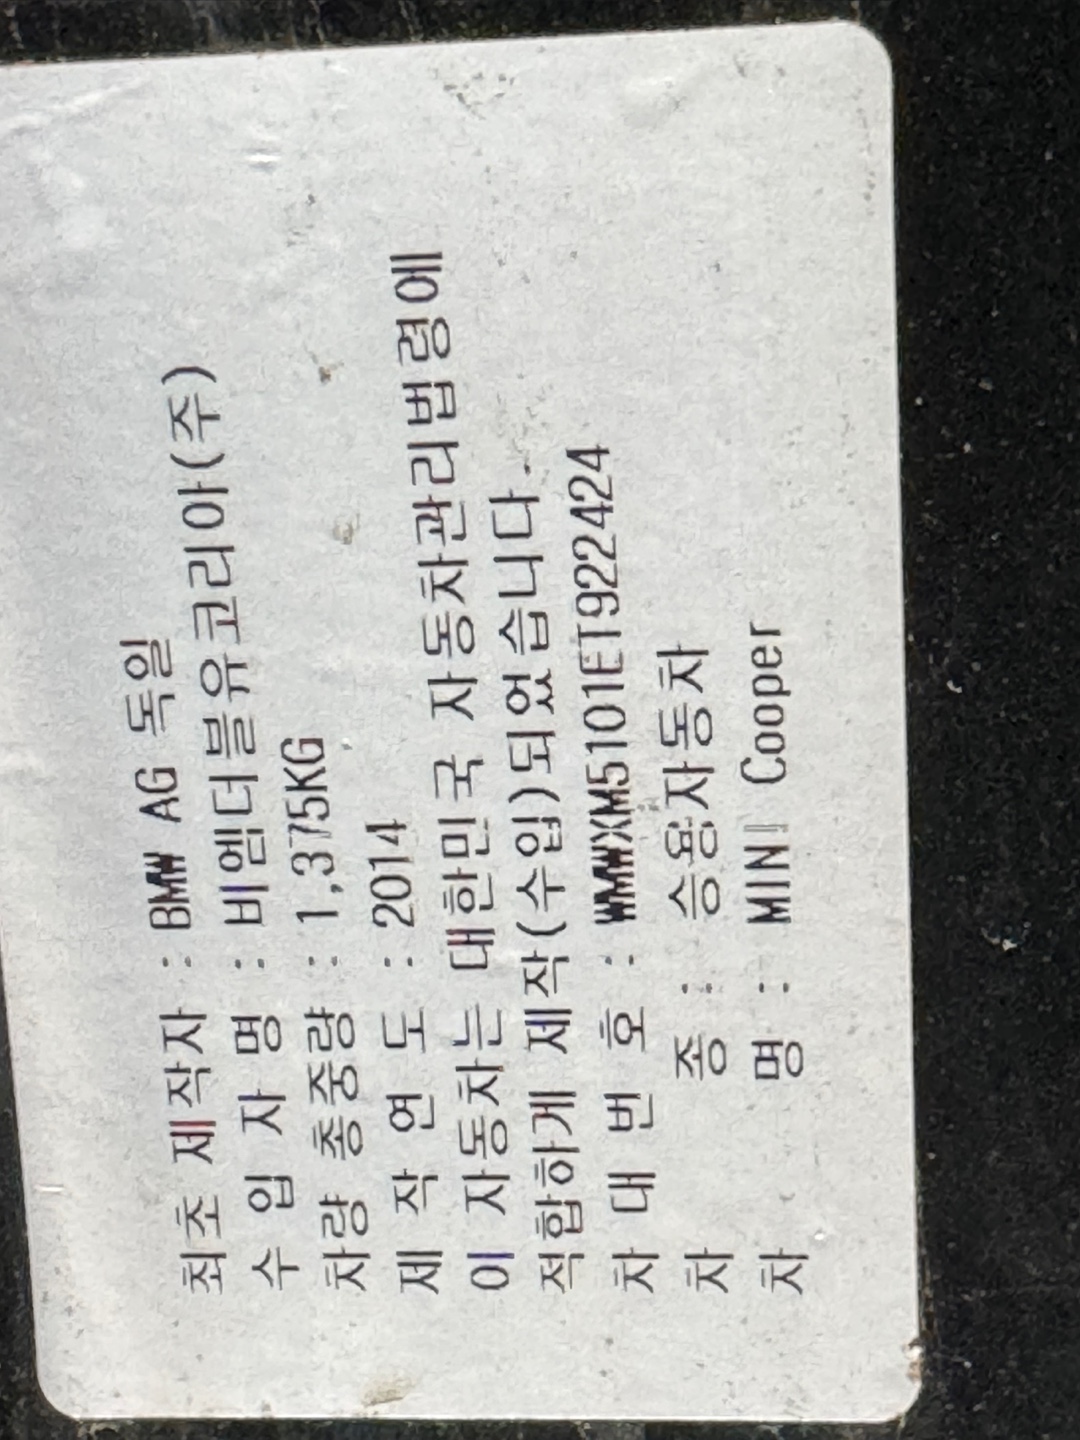 최초 제작자 : BMW AG 독일
수 입 자 명 : 비엠더블유코리아(주)
차량 총중량 : 1,375KG
제 작 연 도 : 2014
이 자동차는 대한민국 자동차관리법령에
적합하게 제작(수입)되었습니다.
차 대 번 호 : WMWXM5101ET922424
차 종 : 승용자동차
차 명 : MINI Cooper